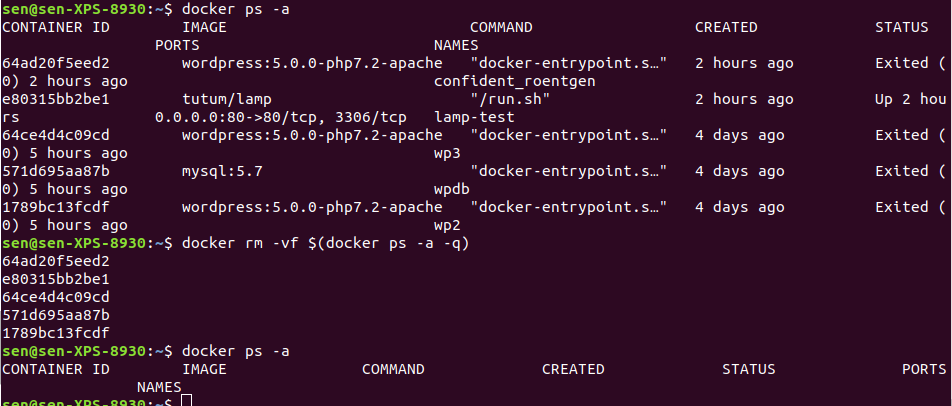 sen@sen-XPS-8930:~$ docker ps -a
CONTAINER ID        IMAGE                           COMMAND                  CREATED             STATUS
                 PORTS                          NAMES
64ad20f5eed2        wordpress:5.0.0-php7.2-apache   "docker-entrypoint.s…"   2 hours ago         Exited (
0) 2 hours ago                                  confident_roentgen
e80315bb2be1        tutum/lamp                      "/run.sh"                2 hours ago         Up 2 hou
rs               0.0.0.0:80->80/tcp, 3306/tcp   lamp-test
64ce4d4c09cd        wordpress:5.0.0-php7.2-apache   "docker-entrypoint.s…"   4 days ago          Exited (
0) 5 hours ago                                  wp3
571d695aa87b        mysql:5.7                       "docker-entrypoint.s…"   4 days ago          Exited (
0) 5 hours ago                                  wpdb
1789bc13fcdf        wordpress:5.0.0-php7.2-apache   "docker-entrypoint.s…"   4 days ago          Exited (
0) 5 hours ago                                  wp2
sen@sen-XPS-8930:~$ docker rm -vf $(docker ps -a -q)
64ad20f5eed2
e80315bb2be1
64ce4d4c09cd
571d695aa87b
1789bc13fcdf
sen@sen-XPS-8930:~$ docker ps -a
CONTAINER ID        IMAGE               COMMAND             CREATED             STATUS              PORTS
               NAMES
sen@sen-XPS-8930:~$